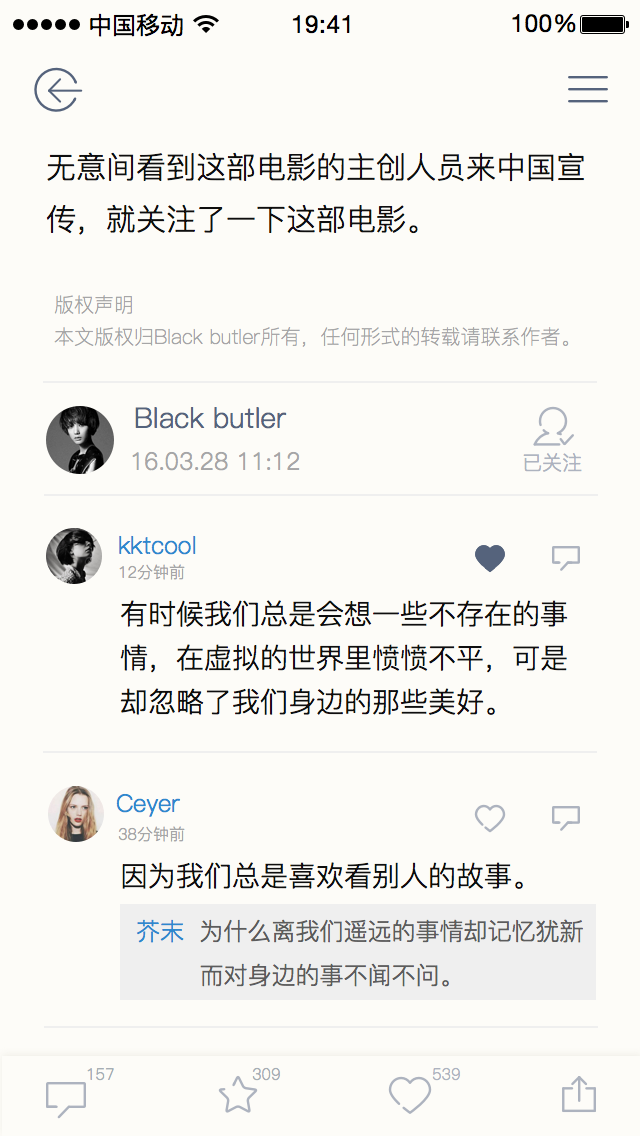 中国移动 19:41 100%
无意间看到这部电影的主创人员来中国宣
传，就关注了一下这部电影。
版权声明
本文版权归Black butler所有，任何形式的转载请联系作者。
Black butler
16.03.28 11:12
已关注
kktcool
12分钟前
有时候我们总是会想一些不存在的事
情，在虚拟的世界里愤愤不平，可是
却忽略了我们身边的那些美好。
Ceyer
38分钟前
因为我们总是喜欢看别人的故事。
芥末 为什么离我们遥远的事情却记忆犹新
而对身边的事不闻不问。
157 309 539